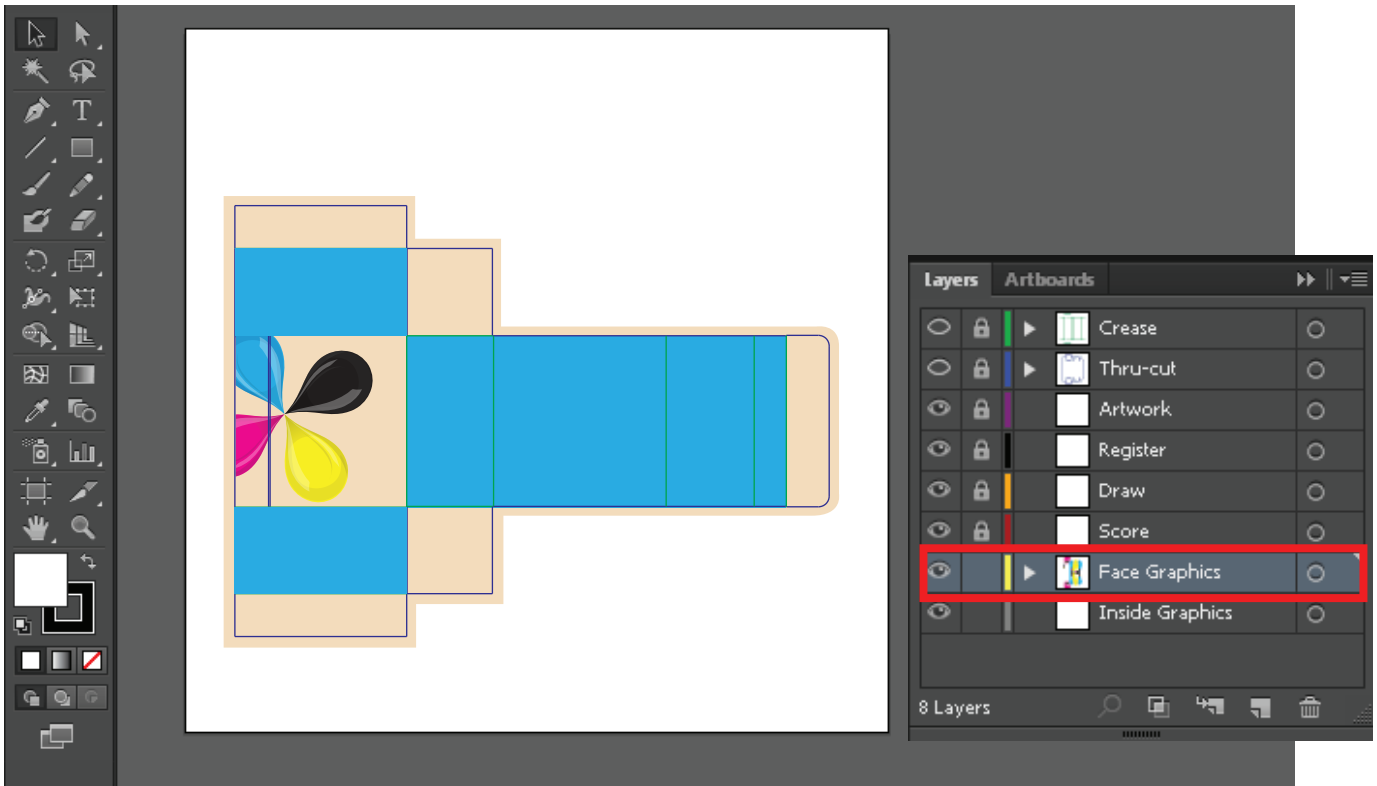 T
Layers Artboards
Crease
Thru-cut
Artwork
Register
Draw
Score
Face Graphics
Inside Graphics
8 Layers